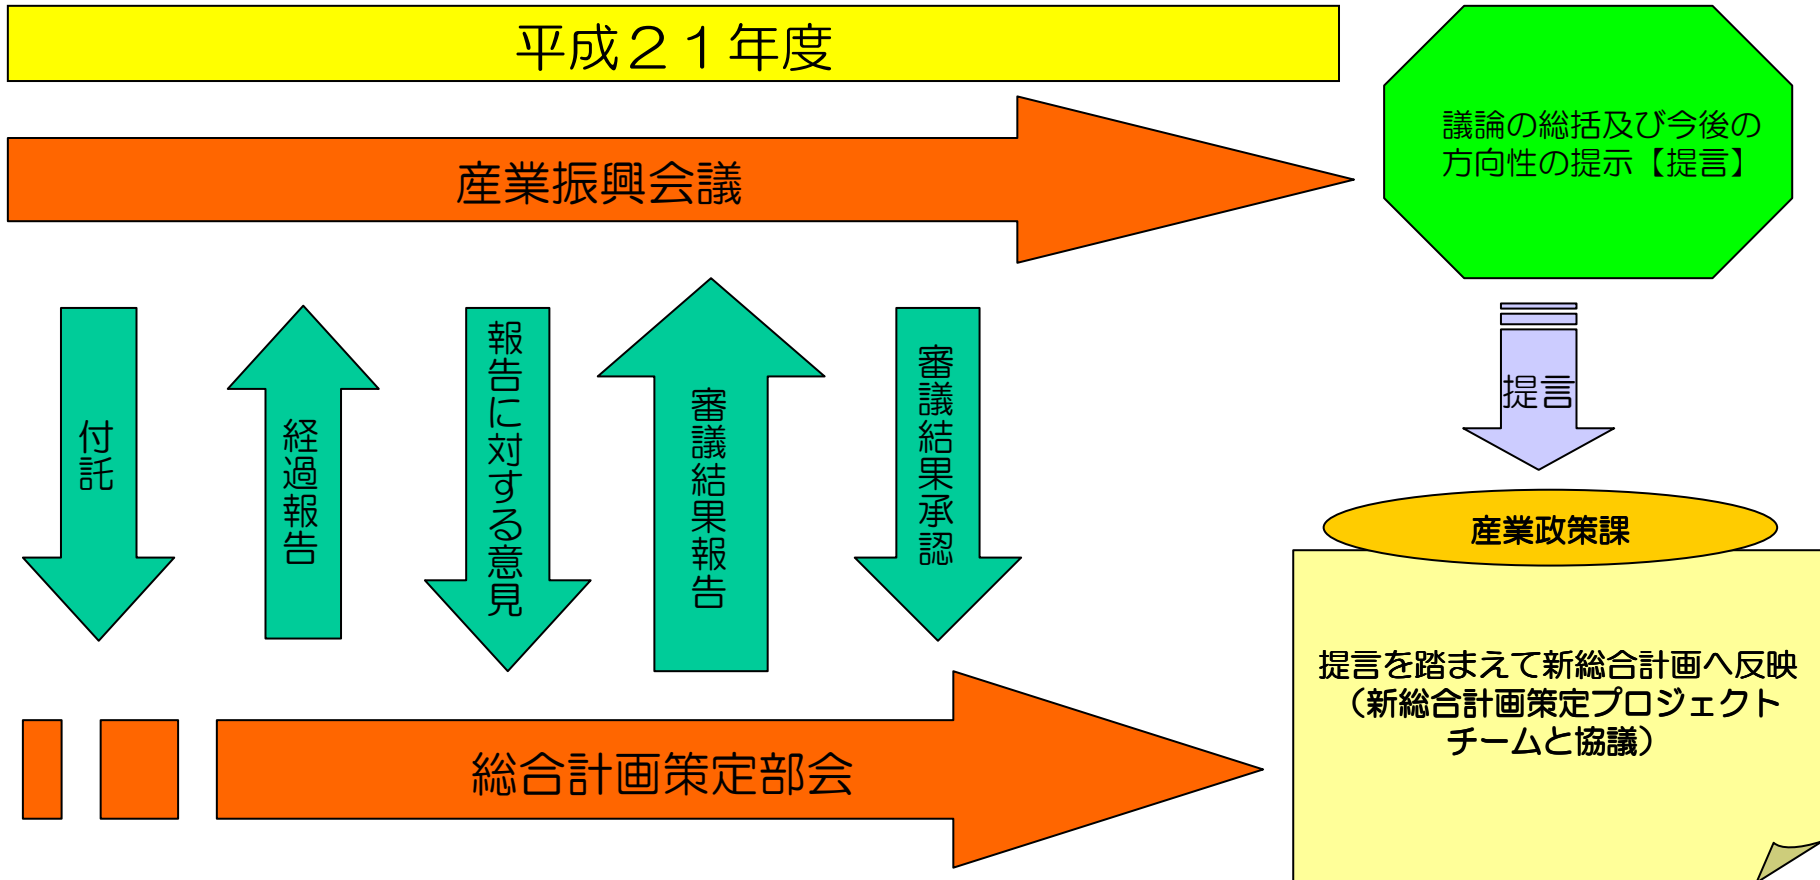 平成２１年度
産業振興会議
議論の総括及び今後の
方向性の提示【提言】
付託
経過報告
報告に対する意見
審議結果報告
審議結果承認
提言
産業政策課
提言を踏まえて新総合計画へ反映
（新総合計画策定プロジェクト
チームと協議）
総合計画策定部会